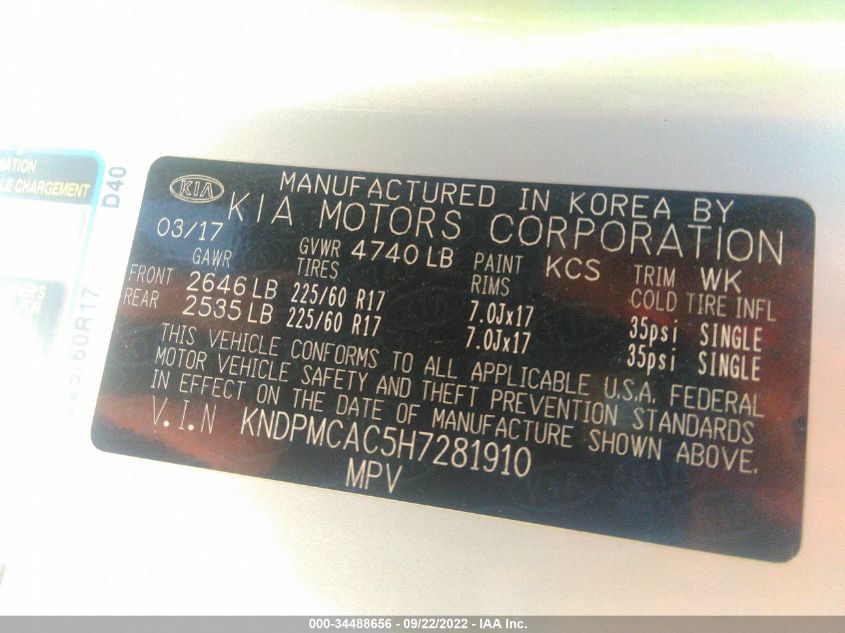 RATION
LE CHARGEMENT
D40
225/60R17
KIA
MANUFACTURED IN KOREA BY
KIA MOTORS CORPORATION
03/17
GVWR 4740 LB PAINT KCS TRIM WK
GAWR TIRES RIMS COLD TIRE INFL
FRONT 2646 LB 225/60 R17 7.0Jx17 35psi SINGLE
REAR 2535 LB 225/60 R17 7.0Jx17 35psi SINGLE
THIS VEHICLE CONFORMS TO ALL APPLICABLE U.S.A. FEDERAL
MOTOR VEHICLE SAFETY AND THEFT PREVENTION STANDARDS
IN EFFECT ON THE DATE OF MANUFACTURE SHOWN ABOVE.
V.I.N KNDPMCAC5H7281910
MPV
000-34488656 - 09/22/2022 - IAA Inc.